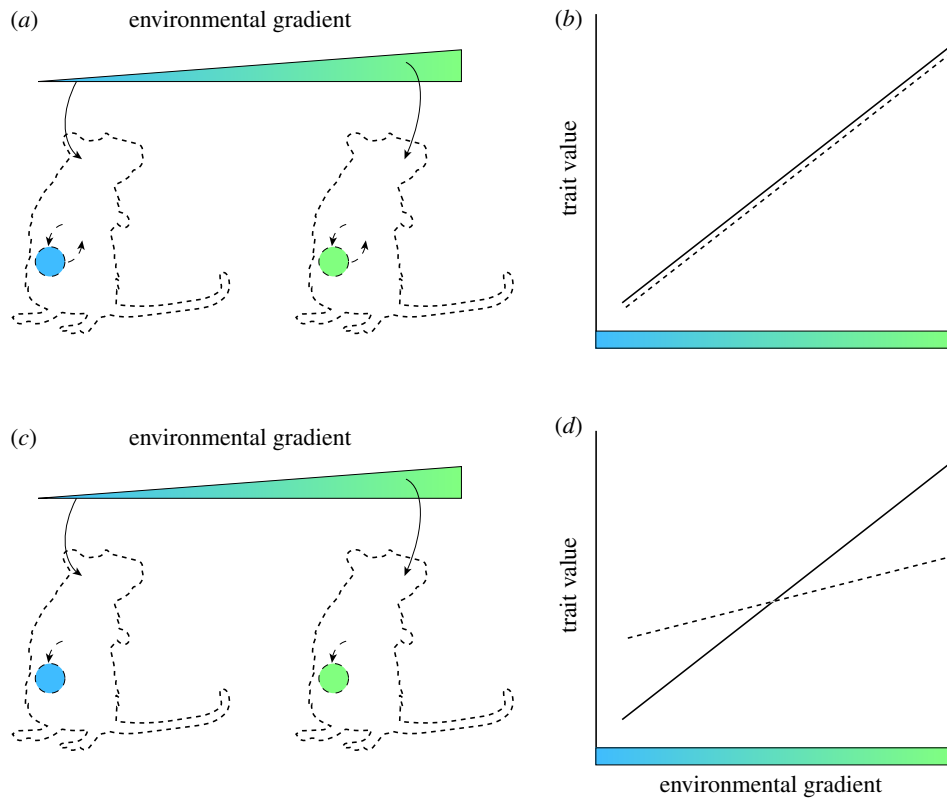 (a)
environmental gradient
(b)
trait value
(c)
environmental gradient
(d)
trait value
environmental gradient